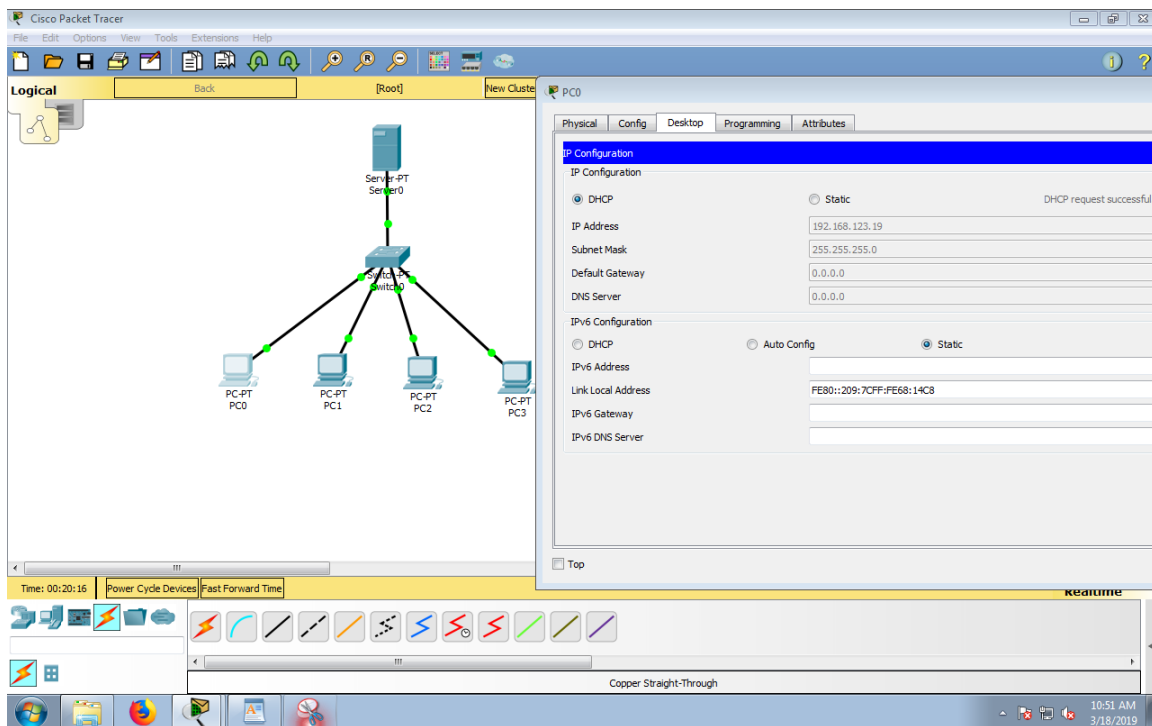 Cisco Packet Tracer
File Edit Options View Tools Extensions Help
Logical
Back
[Root]
New Cluste
PC0
Physical Config Desktop Programming Attributes
IP Configuration
IP Configuration
DHCP
Static
DHCP request successful
IP Address
192.168.123.19
Subnet Mask
255.255.255.0
Default Gateway
0.0.0.0
DNS Server
0.0.0.0
IPv6 Configuration
DHCP
Auto Config
Static
IPv6 Address
Link Local Address
FE80::209:7CFF:FE68:14C8
IPv6 Gateway
IPv6 DNS Server
Top
Server-PT
Server0
Switch-PT
Switch0
PC-PT
PC0
PC-PT
PC1
PC-PT
PC2
PC-PT
PC3
Time: 00:20:16
Power Cycle Devices
Fast Forward Time
Realtime
Copper Straight-Through
10:51 AM
3/18/2019